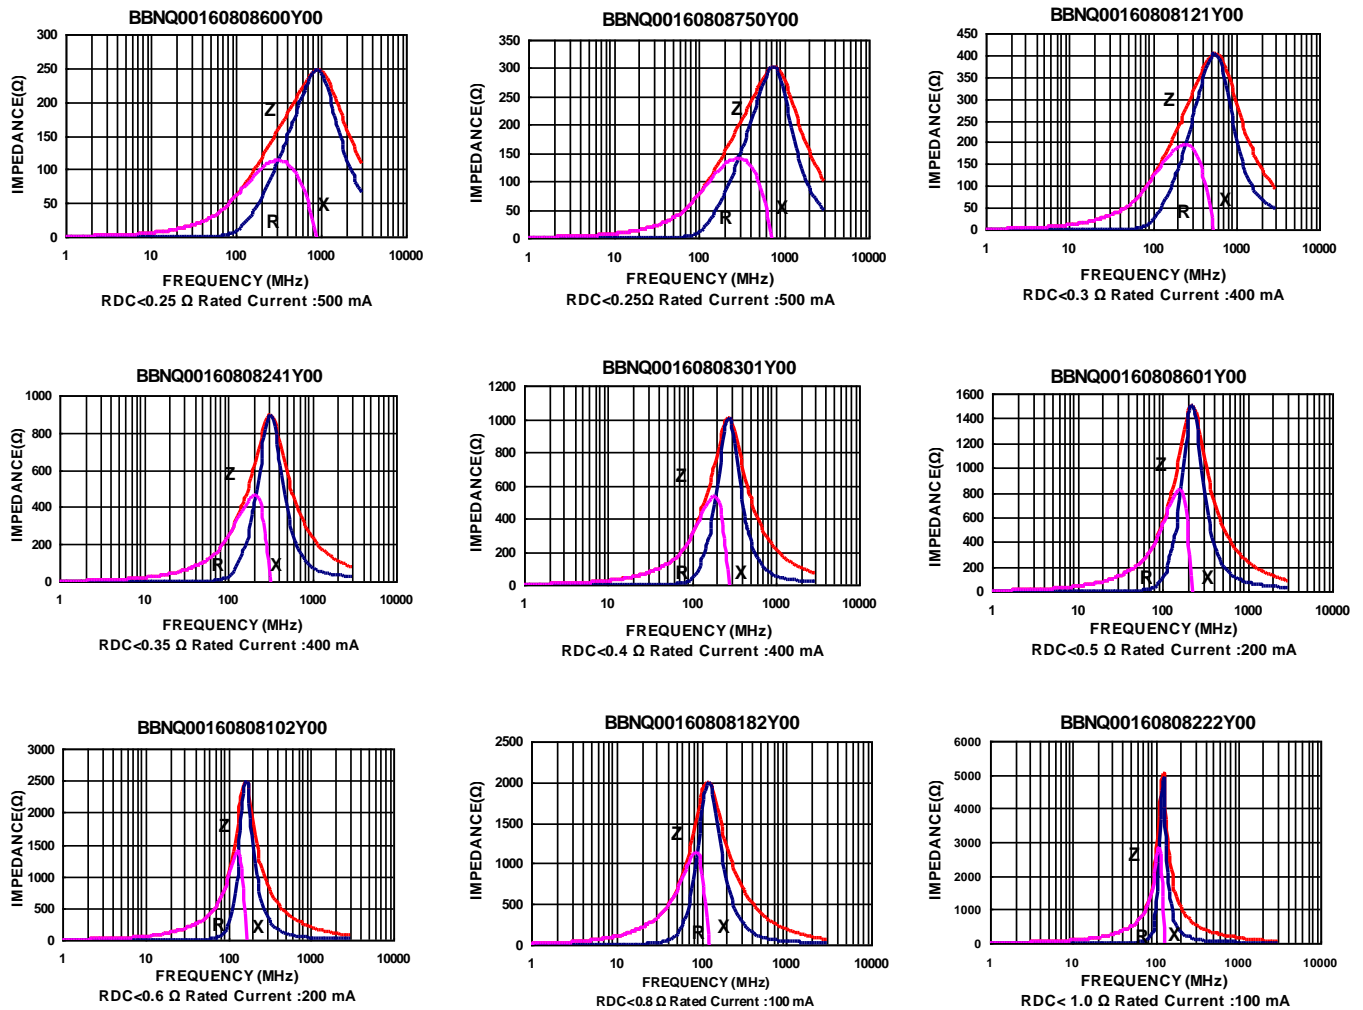 BBNQ00160808600Y00
IMPEDANCE(Ω)
300
250
200
150
100
50
0
Z
R
X
1 10 100 1000 10000
FREQUENCY (MHz)
RDC<0.25 Ω Rated Current :500 mA
BBNQ00160808750Y00
IMPEDANCE(Ω)
350
300
250
200
150
100
50
0
Z
R
X
1 10 100 1000 10000
FREQUENCY (MHz)
RDC<0.25Ω Rated Current :500 mA
BBNQ00160808121Y00
IMPEDANCE(Ω)
450
400
350
300
250
200
150
100
50
0
Z
R
X
1 10 100 1000 10000
FREQUENCY (MHz)
RDC<0.3 Ω Rated Current :400 mA
BBNQ00160808241Y00
IMPEDANCE(Ω)
1000
800
600
400
200
0
Z
R
X
1 10 100 1000 10000
FREQUENCY (MHz)
RDC<0.35 Ω Rated Current :400 mA
BBNQ00160808301Y00
IMPEDANCE(Ω)
1200
1000
800
600
400
200
0
Z
R
X
1 10 100 1000 10000
FREQUENCY (MHz)
RDC<0.4 Ω Rated Current :400 mA
BBNQ00160808601Y00
IMPEDANCE(Ω)
1600
1400
1200
1000
800
600
400
200
0
Z
R
X
1 10 100 1000 10000
FREQUENCY (MHz)
RDC<0.5 Ω Rated Current :200 mA
BBNQ00160808102Y00
IMPEDANCE(Ω)
3000
2500
2000
1500
1000
500
0
Z
R
X
1 10 100 1000 10000
FREQUENCY (MHz)
RDC<0.6 Ω Rated Current :200 mA
BBNQ00160808182Y00
IMPEDANCE(Ω)
2500
2000
1500
1000
500
0
Z
R
X
1 10 100 1000 10000
FREQUENCY (MHz)
RDC<0.8 Ω Rated Current :100 mA
BBNQ00160808222Y00
IMPEDANCE(Ω)
6000
5000
4000
3000
2000
1000
0
Z
R
X
1 10 100 1000 10000
FREQUENCY (MHz)
RDC< 1.0 Ω Rated Current :100 mA